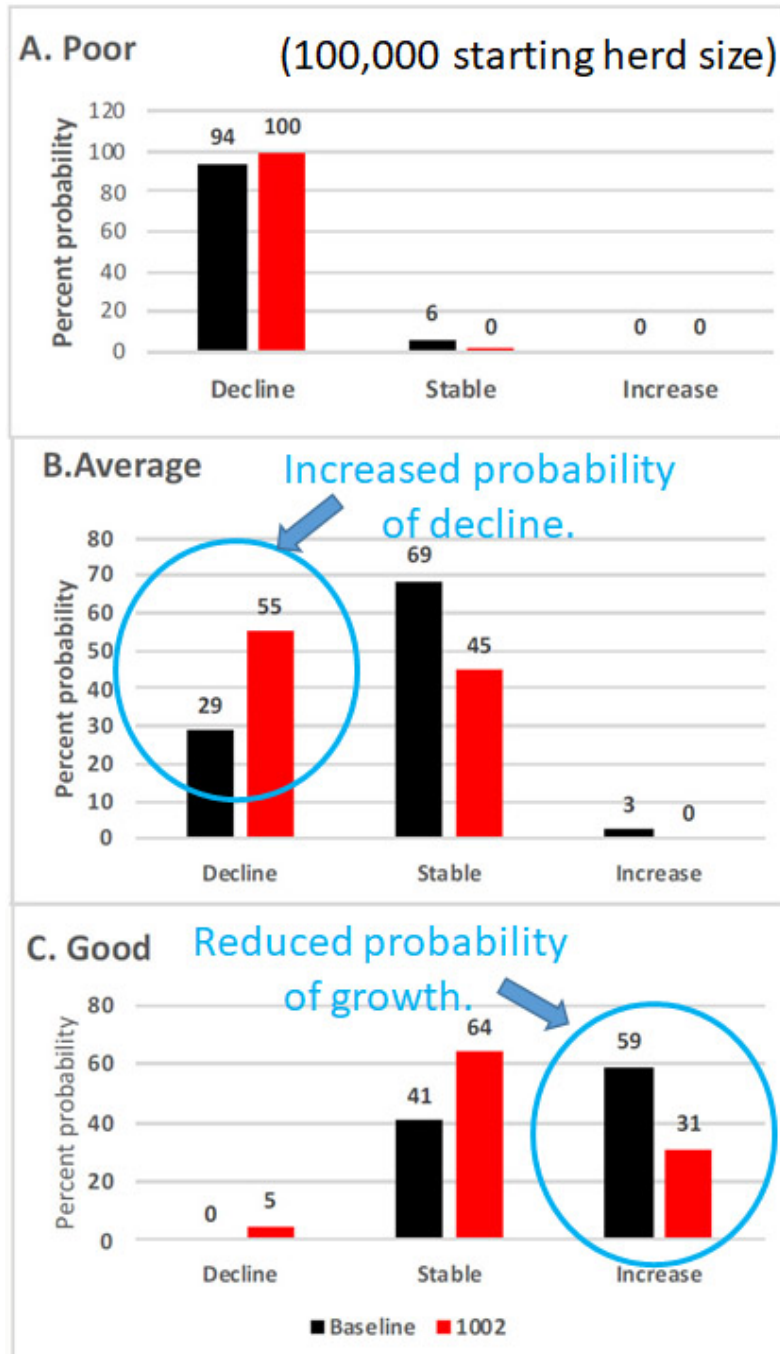 A. Poor (100,000 starting herd size)
Percent probability
120
100
80
60
40
20
0
94 100
6 0
0 0
Decline Stable Increase
B.Average
Increased probability
of decline.
Percent probability
80
70
60
50
40
30
20
10
0
29 55
69 45
3 0
Decline Stable Increase
C. Good
Reduced probability
of growth.
Percent probability
80
60
40
20
0
0 5
41 64
59 31
Decline Stable Increase
Baseline 1002